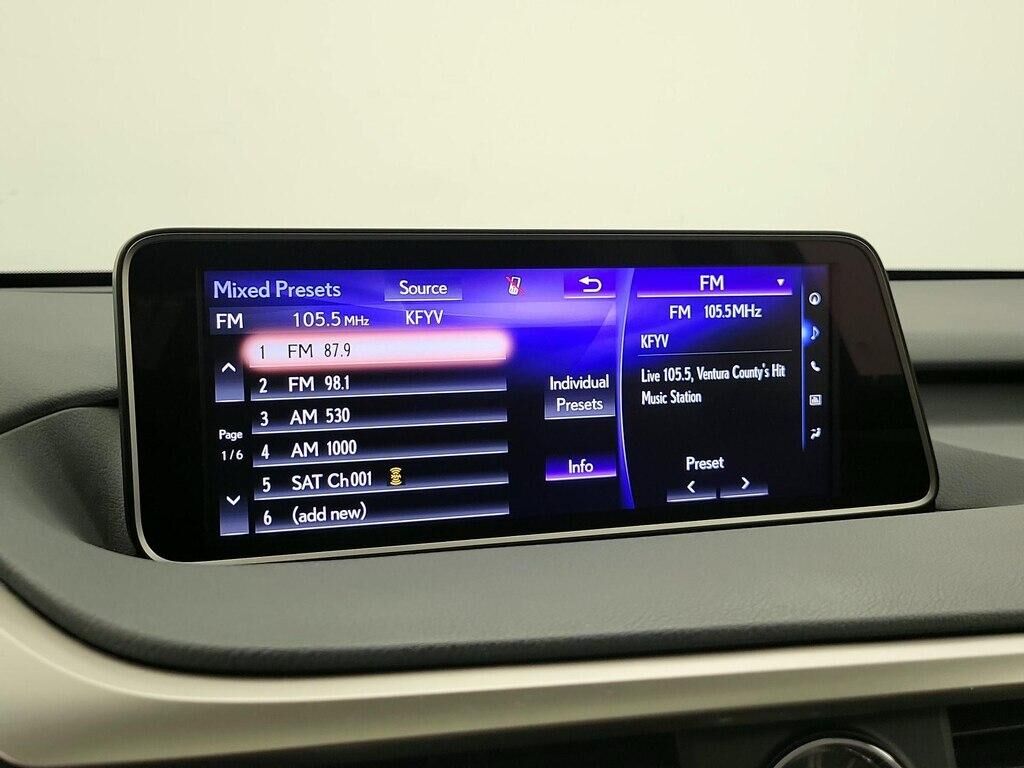 Mixed Presets
Source
FM 105.5 MHz KFYV
1 FM 87.9
2 FM 98.1
3 AM 530
4 AM 1000
5 SAT Ch001
6 (add new)
Page
1/6
Individual
Presets
Info
FM
FM 105.5MHz
KFYV
Live 105.5, Ventura County's Hit
Music Station
Preset